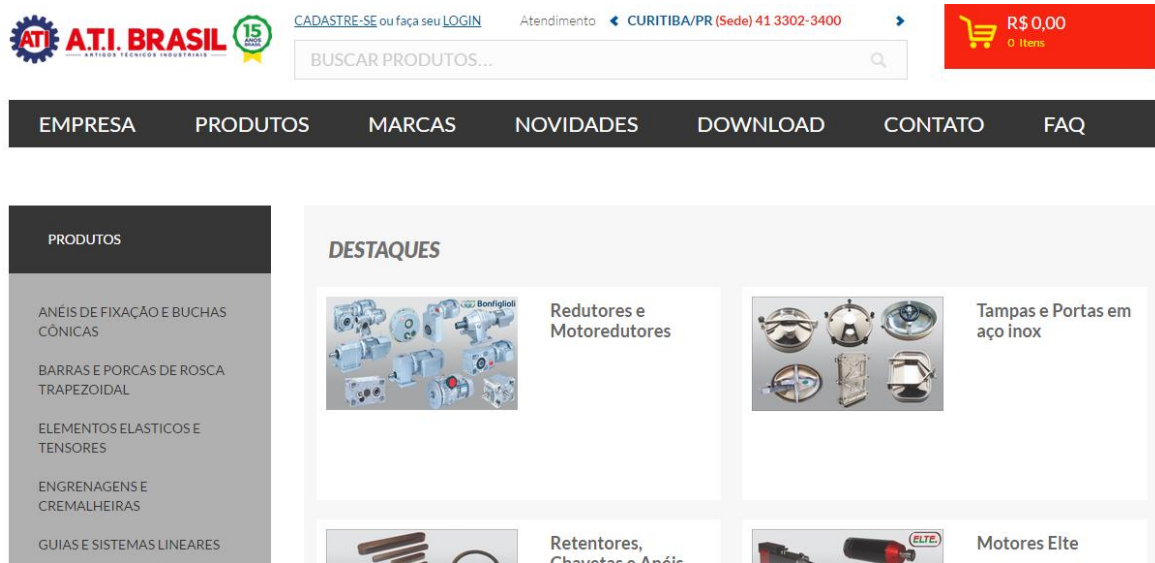 ATI A.T.I. BRASIL
ARTIGOS TÉCNICOS INDUSTRIAIS
15
ANOS
BRASIL
CADASTRE-SE ou faça seu LOGIN
Atendimento CURITIBA/PR (Sede) 41 3302-3400
BUSCAR PRODUTOS...
R$ 0,00
0 Itens
EMPRESA PRODUTOS MARCAS NOVIDADES DOWNLOAD CONTATO FAQ
PRODUTOS
ANÉIS DE FIXAÇÃO E BUCHAS
CÔNICAS
BARRAS E PORCAS DE ROSCA
TRAPEZOIDAL
ELEMENTOS ELASTICOS E
TENSORES
ENGRENAGENS E
CREMALHEIRAS
GUIAS E SISTEMAS LINEARES
DESTAQUES
Bonfiglioli
Redutores e
Motoredutores
Tampas e Portas em
aço inox
Retentores,
Chavetas e Anéis
ELTE
Motores Elte